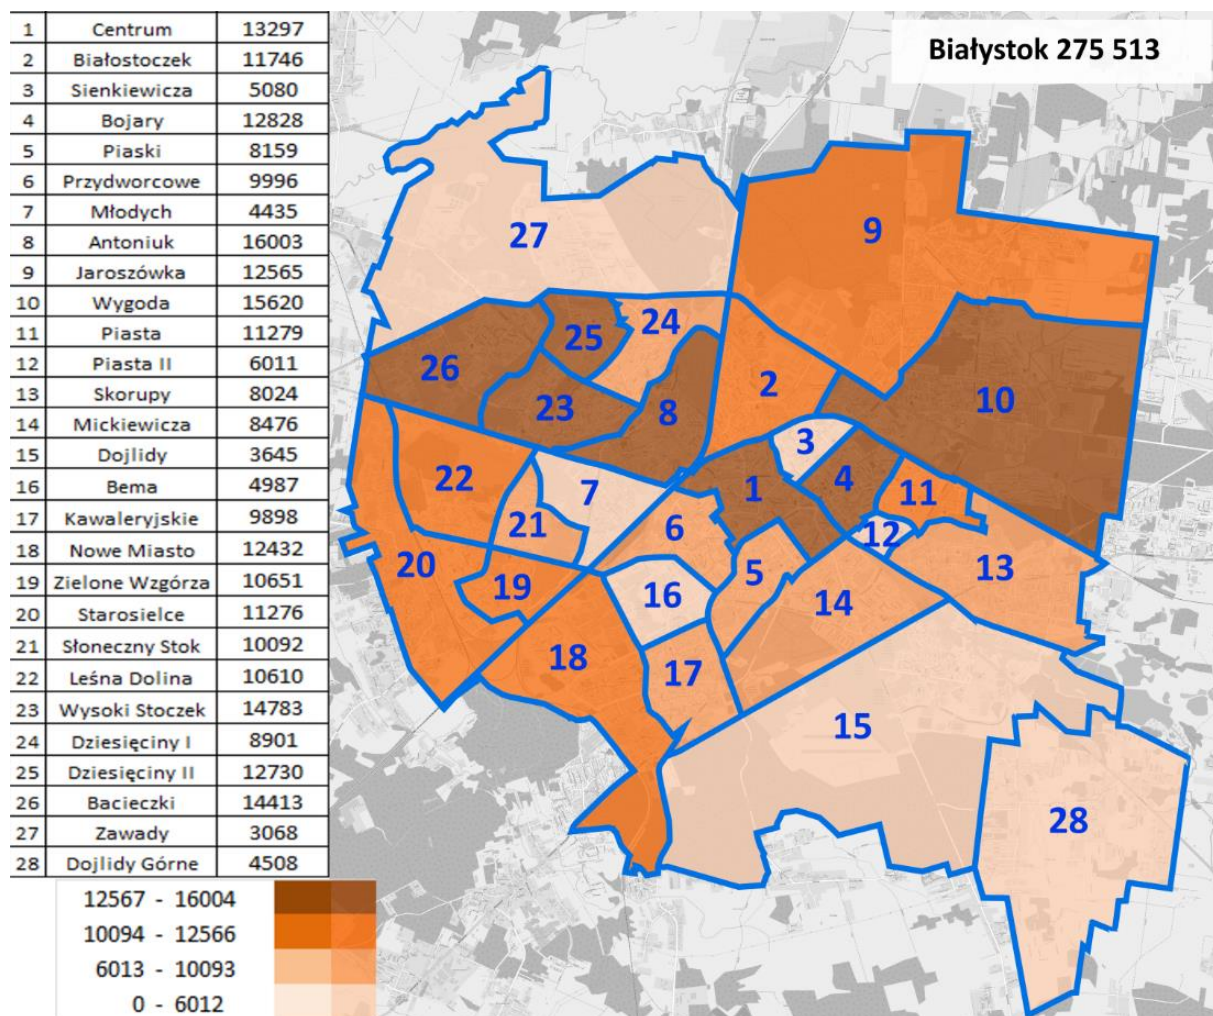 1 Centrum 13297
2 Białostoczek 11746
3 Sienkiewicza 5080
4 Bojary 12828
5 Piaski 8159
6 Przydworcowe 9996
7 Młodych 4435
8 Antoniuk 16003
9 Jaroszówka 12565
10 Wygoda 15620
11 Piasta 11279
12 Piasta II 6011
13 Skorupy 8024
14 Mickiewicza 8476
15 Dojlidy 3645
16 Bema 4987
17 Kawaleryjskie 9898
18 Nowe Miasto 12432
19 Zielone Wzgórza 10651
20 Starosielce 11276
21 Słoneczny Stok 10092
22 Leśna Dolina 10610
23 Wysoki Stoczek 14783
24 Dziesięciny I 8901
25 Dziesięciny II 12730
26 Bacieczki 14413
27 Zawady 3068
28 Dojlidy Górne 4508
12567 - 16004
10094 - 12566
6013 - 10093
0 - 6012
Białystok 275 513
27
9
24
25
26
2
23
8
10
3
1
4
22
7
11
21
6
12
20
19
5
13
16
14
18
17
15
28